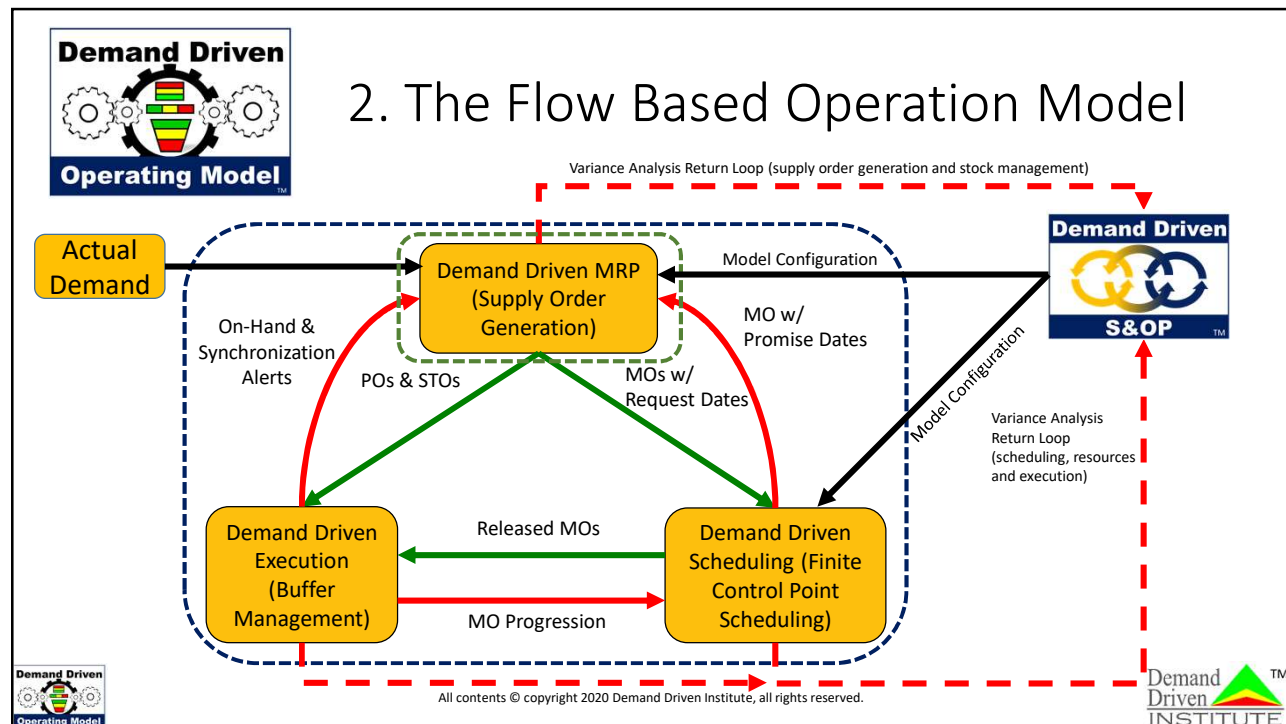 Demand Driven
Operating Model
TM
2. The Flow Based Operation Model
Variance Analysis Return Loop (supply order generation and stock management)
Actual
Demand
Demand Driven MRP
(Supply Order
Generation)
Model Configuration
Demand Driven
S&OP
TM
On-Hand &
Synchronization
Alerts
POs & STOs
MOs w/
Request Dates
MO w/
Promise Dates
Model Configuration
Variance Analysis
Return Loop
(scheduling, resources
and execution)
Demand Driven
Execution
(Buffer
Management)
Released MOs
MO Progression
Demand Driven
Scheduling (Finite
Control Point
Scheduling)
Demand Driven
Operating Model
TM
All contents © copyright 2020 Demand Driven Institute, all rights reserved.
Demand
Driven
INSTITUTE
TM